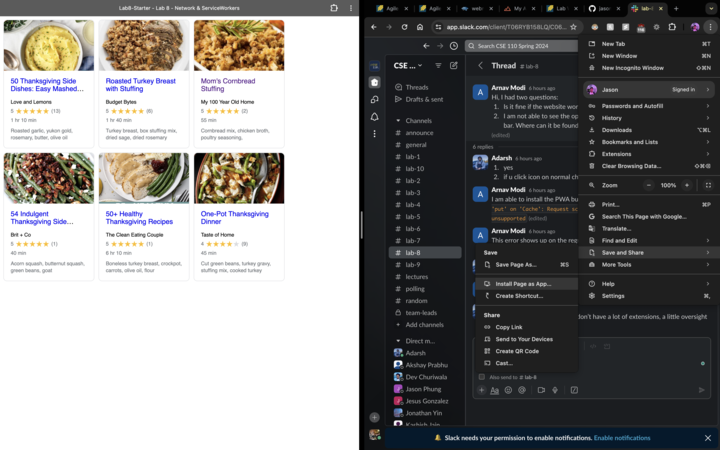 Lab8-Starter - Lab 8 - Network & ServiceWorkers
50 Thanksgiving Side
Dishes: Easy Mashed…
Love and Lemons
5 (13)
1 hr 10 min
Roasted garlic, yukon gold,
rosemary, butter, olive oil
Roasted Turkey Breast
with Stuffing
Budget Bytes
5 (6)
1 hr 40 min
Turkey breast, box stuffing mix,
dried sage, dried rosemary
Mom's Cornbread
Stuffing
My 100 Year Old Home
5 (2)
55 min
Cornbread mix, chicken broth,
poultry seasoning,
54 Indulgent
Thanksgiving Side…
Brit + Co
5 (1)
40 min
Acorn squash, butternut squash,
green beans, goal
50+ Healthy
Thanksgiving Recipes
The Clean Eating Couple
5 (1)
6 hr 10 min
Boneless turkey breast, crockpot,
carrots, olive oil, flour
One-Pot Thanksgiving
Dinner
Taste of Home
4 (9)
45 min
Cut green beans, turkey gravy,
stuffing mix, cooked turkey
Agile
Agile
webs
My A
Lab
jason
lab-8
app.slack.com/client/T06RYB1S8LQ/C06…
Search CSE 110 Spring 2024
CSE …
Threads
Drafts & sent
Channels
# announce
# general
# lab-1
# lab-10
# lab-2
# lab-3
# lab-4
# lab-5
# lab-6
# lab-7
# lab-8
# lab-9
# lectures
# polling
# random
team-leads
+ Add channels
Direct m…
Adarsh
Akshay Prabhu
Dev Churiwala
Jason Phung
Jesus Gonzalez
Jonathan Yin
Thread # lab-8
Arnav Modi 6 hours ago
Hi, I had two questions:
1. Is it fine if the website wor
2. I am not able to see the op
bar. Where can it be found
(edited)
6 replies
Adarsh 6 hours ago
1. yes
2. if u click icon on normal ch
Arnav Modi 6 hours ago
I am able to install the PWA bu
'put' on 'Cache': Request sc
unsupported (edited)
Arnav Modi 6 hours ago
This error shows up on the req
don't have a lot of extensions, a little oversight
Also send to # lab-8
Save
Save Page As... ⌘S
Install Page as App...
Create Shortcut...
Share
Copy Link
Send to Your Devices
Create QR Code
Cast...
New Tab ⌘T
New Window ⌘N
New Incognito Window ⇧⌘N
Jason Signed in
Passwords and Autofill
History
Downloads ⌥⌘L
Bookmarks and Lists
Extensions
Clear Browsing Data... ⇧⌘⌫
Zoom − 100% +
Print... ⌘P
Search This Page with Google...
Translate...
Find and Edit
Save and Share
More Tools
Help
Settings ⌘,
Slack needs your permission to enable notifications. Enable notifications